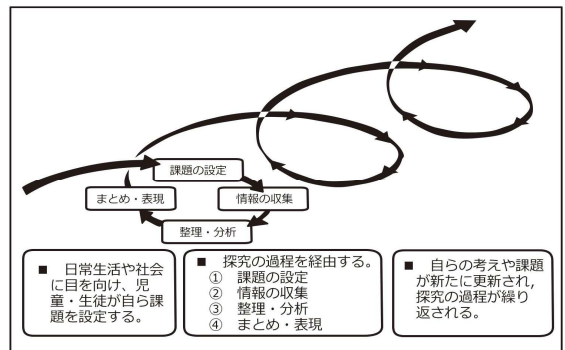 課題の設定
まとめ・表現
情報の収集
整理・分析
■ 日常生活や社会
に目を向け、児
童・生徒が自ら課
題を設定する。
■ 探究の過程を経由する。
① 課題の設定
② 情報の収集
③ 整理・分析
④ まとめ・表現
■ 自らの考えや課題
が新たに更新され,
探究の過程が繰り
返される。